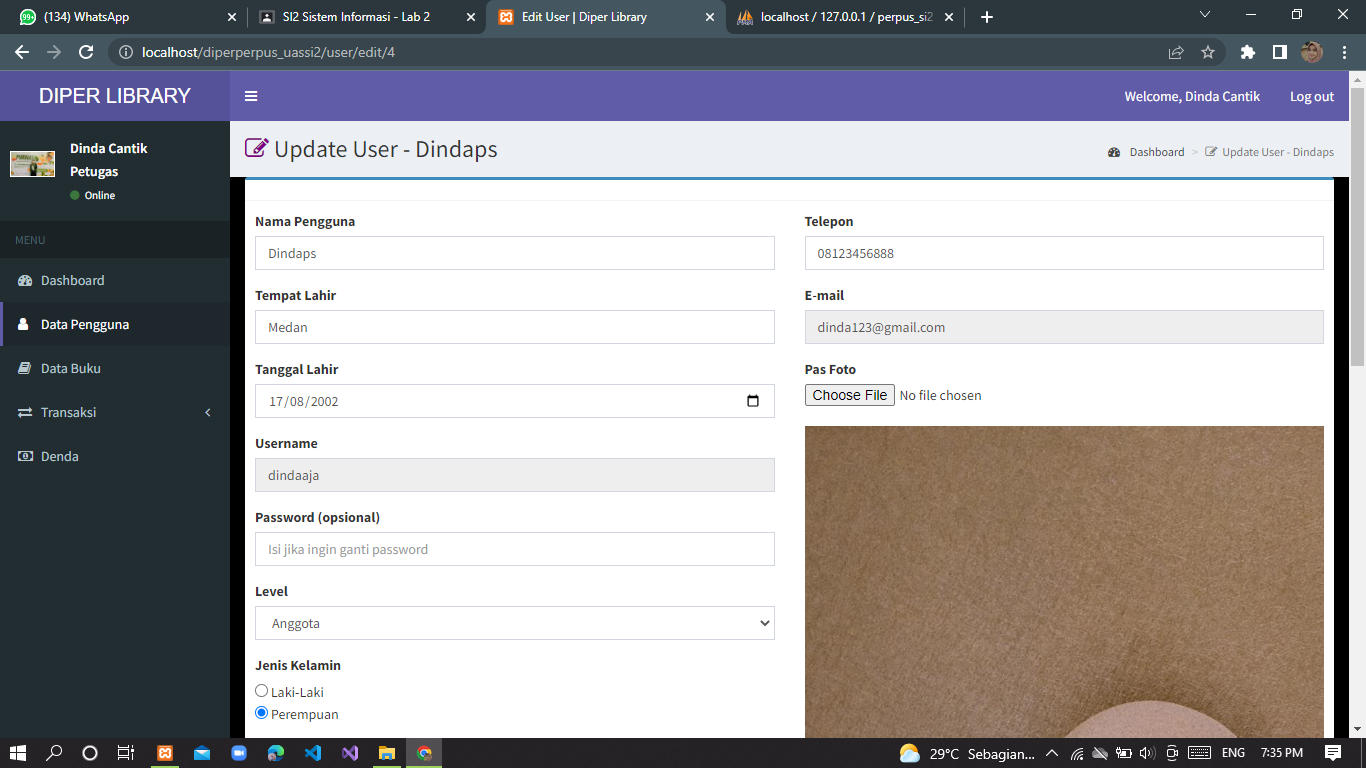 (134) WhatsApp
SI2 Sistem Informasi - Lab 2
Edit User | Diper Library
localhost / 127.0.0.1 / perpus_si2
localhost/diperperpus_uassi2/user/edit/4
DIPER LIBRARY
Welcome, Dinda Cantik
Log out
Dinda Cantik
Petugas
Online
MENU
Dashboard
Data Pengguna
Data Buku
Transaksi
Denda
Update User - Dindaps
Dashboard > Update User - Dindaps
Nama Pengguna
Dindaps
Tempat Lahir
Medan
Tanggal Lahir
17/08/2002
Username
dindaaja
Password (opsional)
Isi jika ingin ganti password
Level
Anggota
Jenis Kelamin
Laki-Laki
Perempuan
Telepon
08123456888
E-mail
dinda123@gmail.com
Pas Foto
Choose File No file chosen
29°C Sebagian...
ENG
7:35 PM